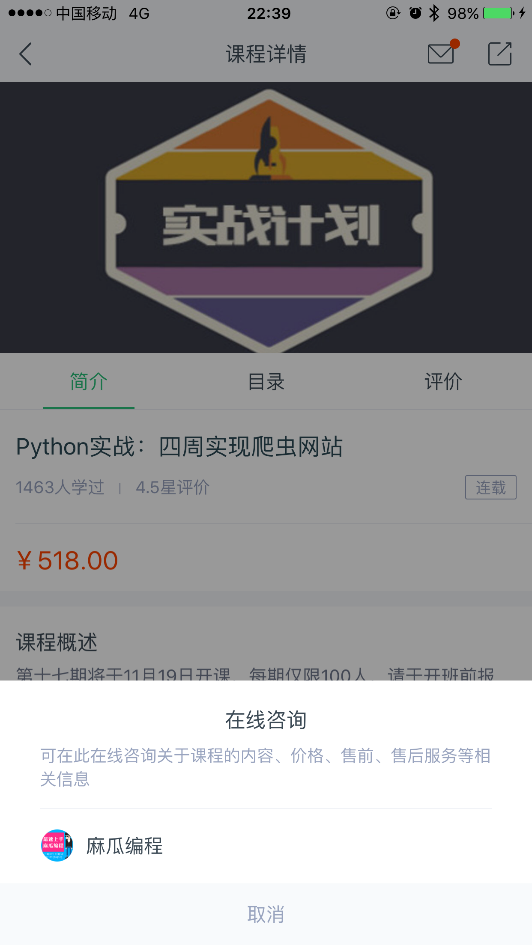 中国移动 4G 22:39 98%
课程详情
实战计划
简介 目录 评价
Python实战：四周实现爬虫网站
1463人学过 | 4.5星评价 连载
¥518.00
课程概述
第十七期将于11月19日开课，每期仅限100人，请于开班前报
在线咨询
可在此在线咨询关于课程的内容、价格、售前、售后服务等相
关信息
麻瓜编程
取消